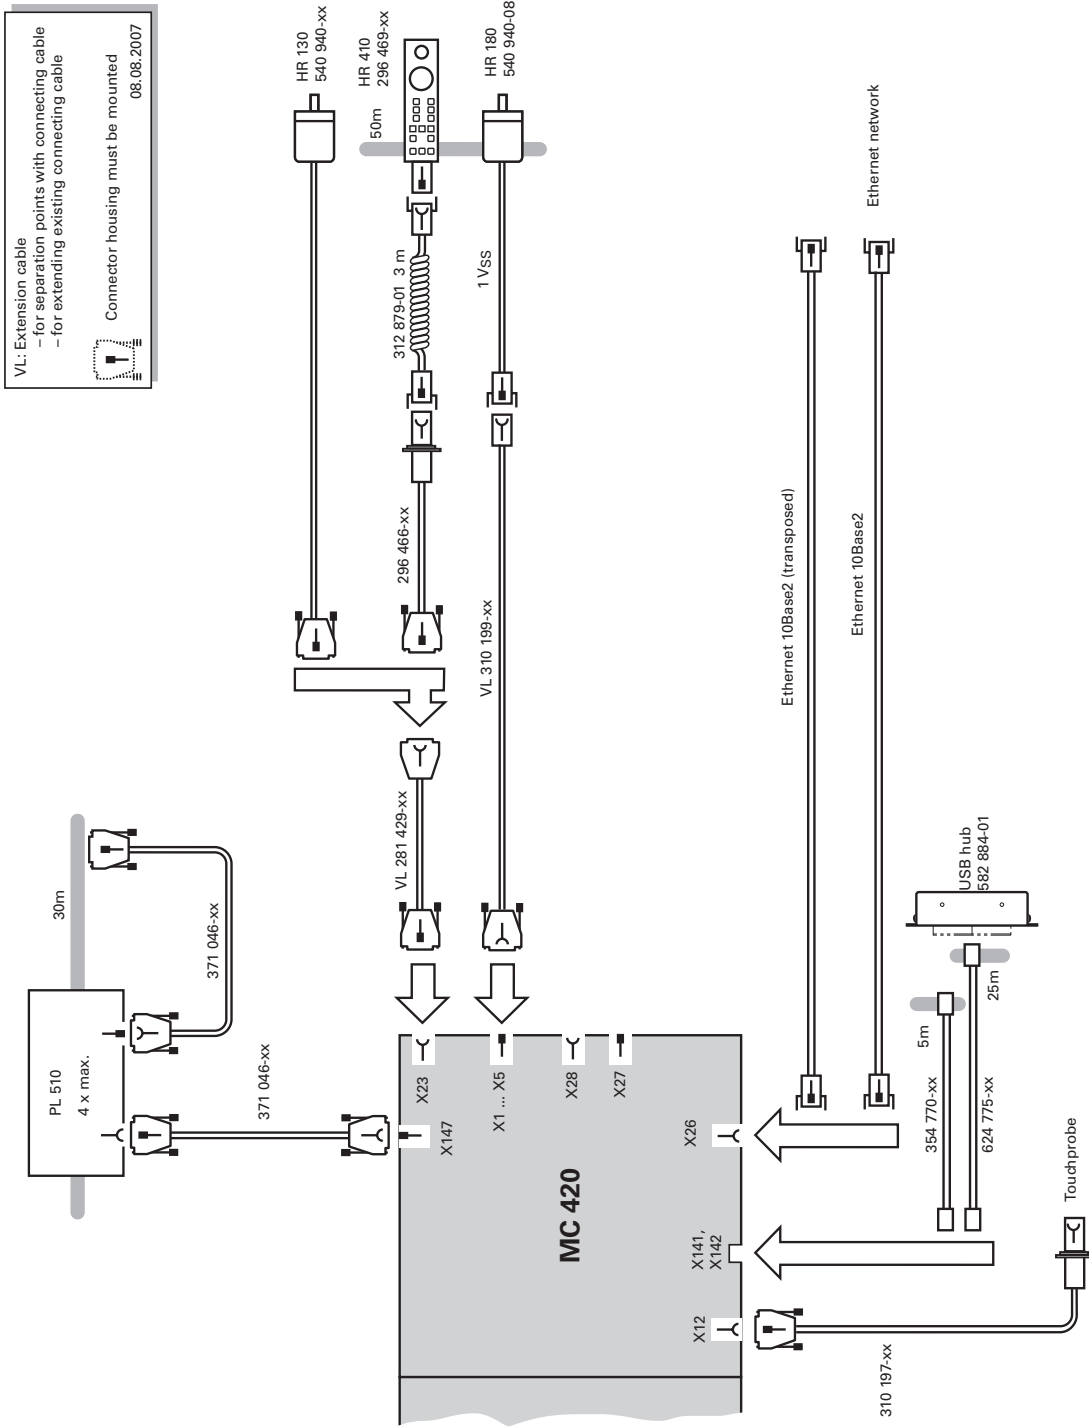 VL: Extension cable
– for separation points with connecting cable
– for extending existing connecting cable
Connector housing must be mounted
08.08.2007
HR 130
540 940-xx
HR 410
296 469-xx
50m
HR 180
540 940-08
312 879-01 3 m
1 VSS
296 466-xx
VL 310 199-xx
VL 281 429-xx
Ethernet network
Ethernet 10Base2 (transposed)
Ethernet 10Base2
30m
371 046-xx
PL 510
4 x max.
371 046-xx
USB hub
582 884-01
25m
5m
354 770-xx
624 775-xx
X23
X1 ... X5
X28
X27
X147
X26
MC 420
X141,
X142
X12
Touchprobe
310 197-xx